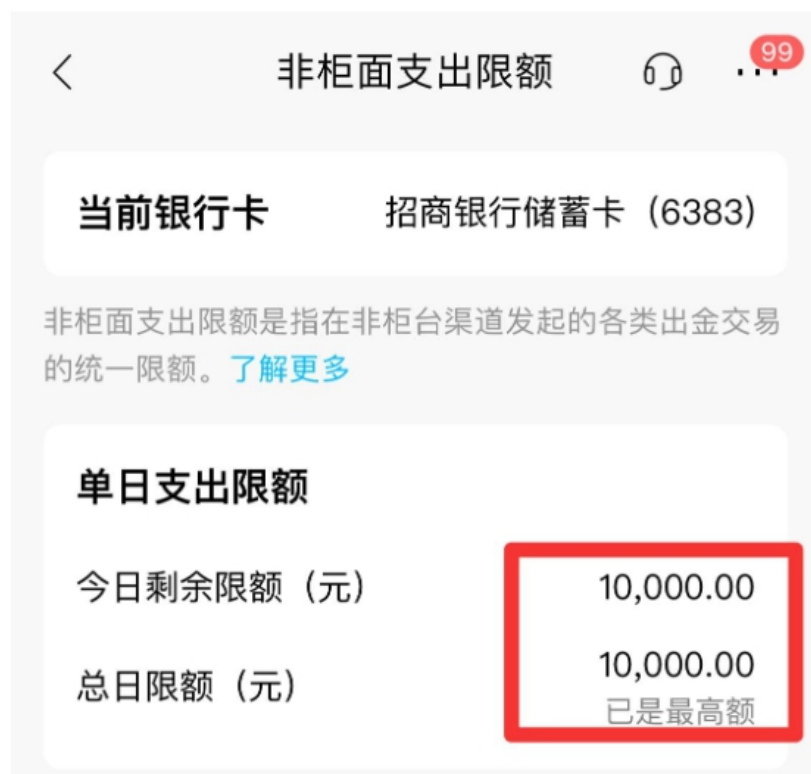 非柜面支出限额
99
当前银行卡 招商银行储蓄卡（6383）
非柜面支出限额是指在非柜台渠道发起的各类出金交易
的统一限额。了解更多
单日支出限额
今日剩余限额（元） 10,000.00
总日限额（元） 10,000.00
已是最高额